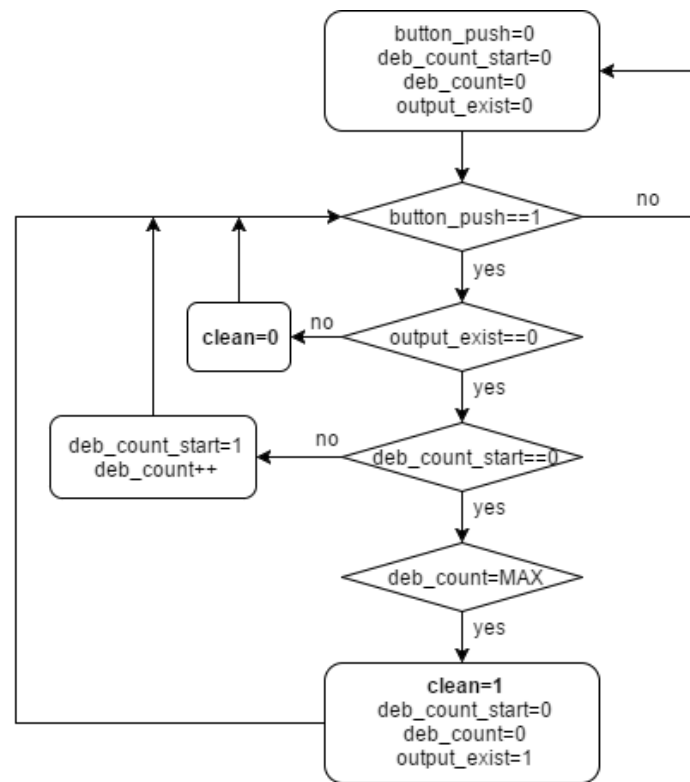 button_push=0
deb_count_start=0
deb_count=0
output_exist=0
button_push==1
no
yes
output_exist==0
no
clean=0
yes
deb_count_start==0
no
deb_count_start=1
deb_count++
yes
deb_count=MAX
yes
clean=1
deb_count_start=0
deb_count=0
output_exist=1